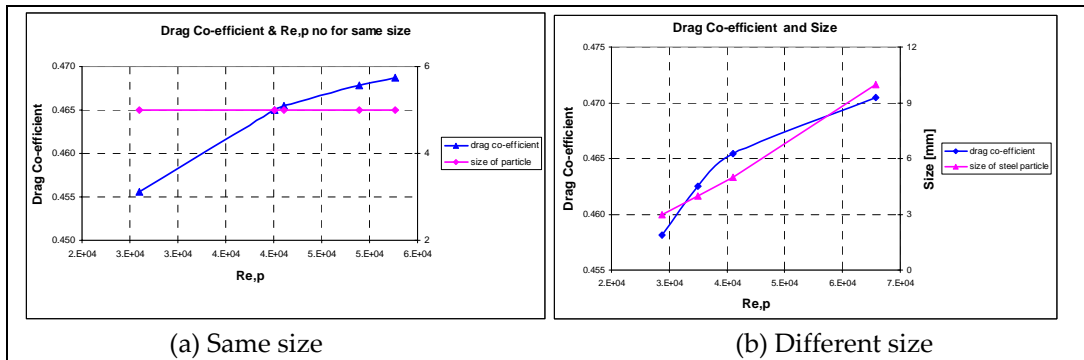 Drag Co-efficient & Re,p no for same size
0.470
0.465
0.460
0.455
0.450
Drag Co-efficient
6
4
2
2.E+04 3.E+04 3.E+04 4.E+04 4.E+04 5.E+04 5.E+04 6.E+04
Re,p
drag co-efficient
size of particle
(a) Same size
Drag Co-efficient and Size
0.475
0.470
0.465
0.460
0.455
Drag Co-efficient
12
9
6
3
0
Size [mm]
2.E+04 3.E+04 4.E+04 5.E+04 6.E+04 7.E+04
Re,p
drag co-efficient
size of steel particle
(b) Different size